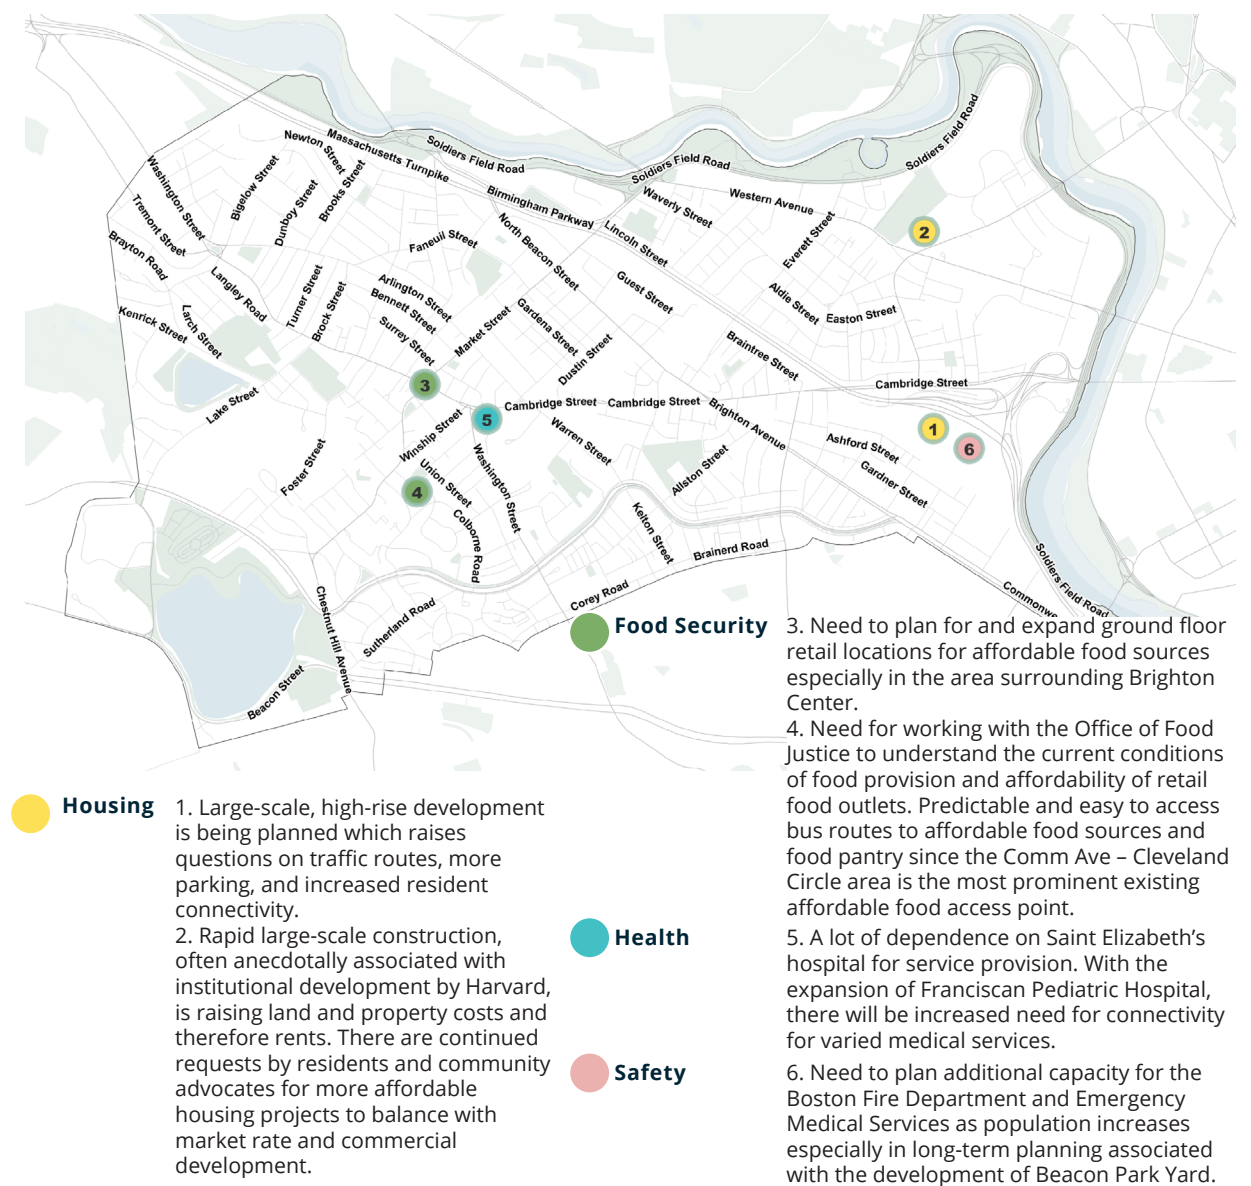 Newton Street
Massachusetts Turnpike
Soldiers Field Road
Soldiers Field Road
Soldiers Field Road
Washington Street
Bigelow Street
Dunboy Street
Brooks Street
Tremont Street
Brayton Road
Birmingham Parkway
Waverly Street
Western Avenue
Everett Street
2
Faneuil Street
North Beacon Street
Lincoln Street
Langley Road
Turner Street
Brock Street
Arlington Street
Bennett Street
Surrey Street
Guest Street
Aldie Street
Easton Street
Kenrick Street
Larch Street
Market Street
Gardena Street
Dustin Street
Braintree Street
3
Lake Street
Cambridge Street
Cambridge Street
Cambridge Street
5
Winship Street
Brighton Avenue
1
6
Warren Street
Ashford Street
Gardner Street
Foster Street
4
Union Street
Washington Street
Allston Street
Colborne Road
Kelton Street
Brainerd Road
Soldiers Field Road
Commonw
Corey Road
Chestnut Hill Avenue
Sutherland Road
Beacon Street
Housing
1. Large-scale, high-rise development
is being planned which raises
questions on traffic routes, more
parking, and increased resident
connectivity.
2. Rapid large-scale construction,
often anecdotally associated with
institutional development by Harvard,
is raising land and property costs and
therefore rents. There are continued
requests by residents and community
advocates for more affordable
housing projects to balance with
market rate and commercial
development.
Food Security
3. Need to plan for and expand ground floor
retail locations for affordable food sources
especially in the area surrounding Brighton
Center.
4. Need for working with the Office of Food
Justice to understand the current conditions
of food provision and affordability of retail
food outlets. Predictable and easy to access
bus routes to affordable food sources and
food pantry since the Comm Ave – Cleveland
Circle area is the most prominent existing
affordable food access point.
Health
5. A lot of dependence on Saint Elizabeth’s
hospital for service provision. With the
expansion of Franciscan Pediatric Hospital,
there will be increased need for connectivity
for varied medical services.
Safety
6. Need to plan additional capacity for the
Boston Fire Department and Emergency
Medical Services as population increases
especially in long-term planning associated
with the development of Beacon Park Yard.